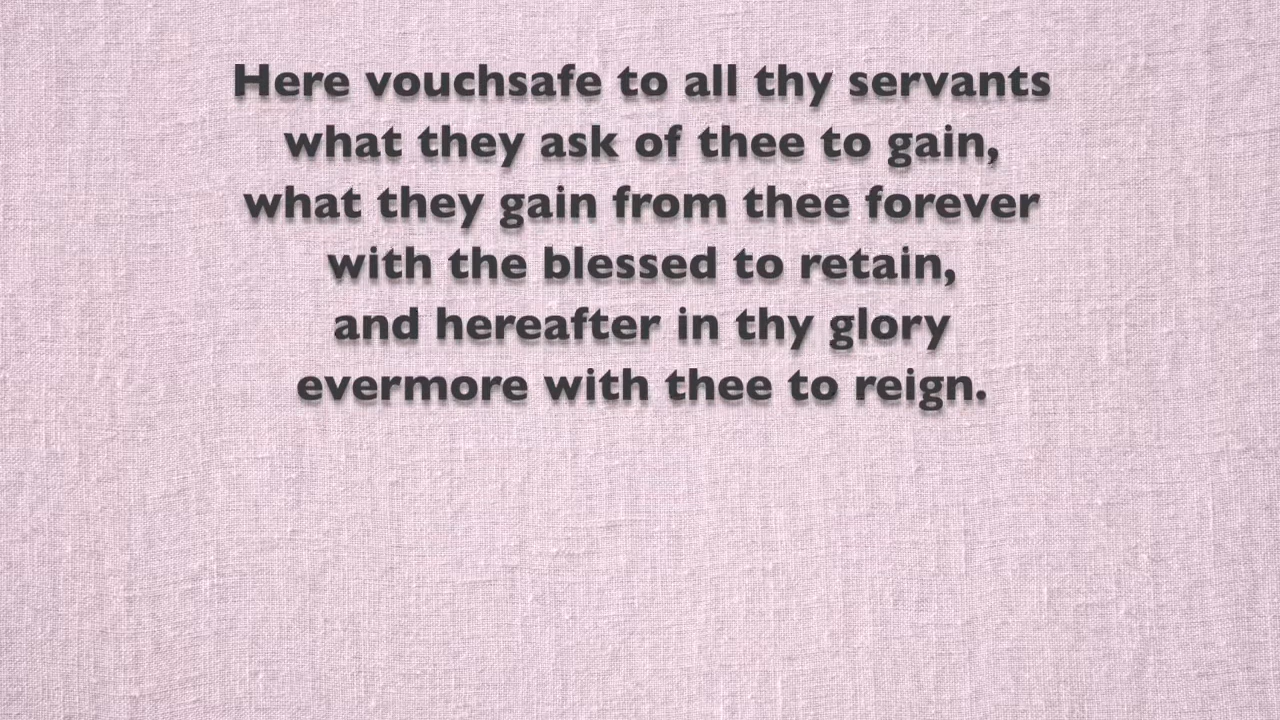 Here vouchsafe to all thy servants
what they ask of thee to gain,
what they gain from thee forever
with the blessed to retain,
and hereafter in thy glory
evermore with thee to reign.